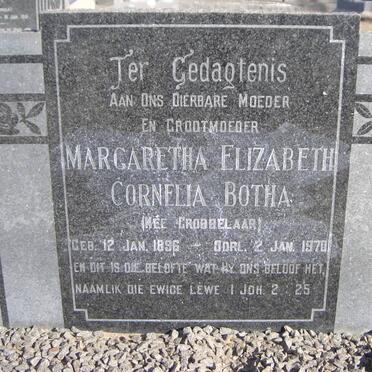 Ter Gedagtenis
AAN ONS DIERBARE MOEDER
EN GROOTMOEDER
MARGARETHA ELIZABETH
CORNELIA BOTHA
(NÉE GROBBELAAR)
GEB. 12 JAN. 1896 – OORL. 2 JAN. 1970
EN DIT IS DIE BELOFTE WAT HY ONS BELOOF HET,
NAAMLIK DIE EWIGE LEWE 1 JOH. 2 : 25